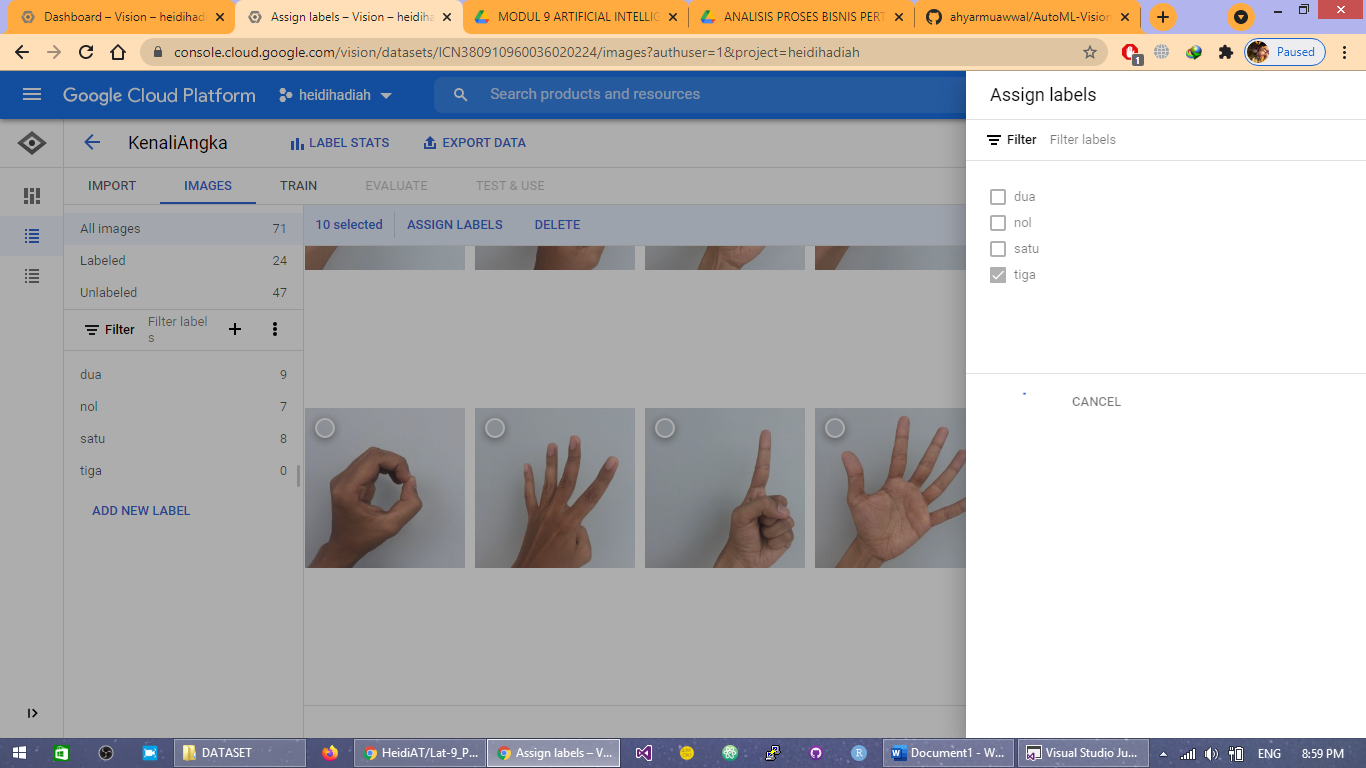 Dashboard – Vision – heidihad
Assign labels – Vision – heidiha
MODUL 9 ARTIFICIAL INTELLIG
ANALISIS PROSES BISNIS PERT
ahyarmuawwal/AutoML-Vision
console.cloud.google.com/vision/datasets/ICN380910960036020224/images?authuser=1&project=heidihadiah
1
Paused
Google Cloud Platform
heidihadiah
Search products and resources
Assign labels
KenaliAngka
LABEL STATS
EXPORT DATA
Filter
Filter labels
IMPORT
IMAGES
TRAIN
EVALUATE
TEST & USE
All images 71
Labeled 24
Unlabeled 47
10 selected
ASSIGN LABELS
DELETE
dua
nol
satu
tiga
Filter
Filter label
s
dua 9
nol 7
satu 8
tiga 0
ADD NEW LABEL
CANCEL
DATASET
HeidiAT/Lat-9_P...
Assign labels – V...
R
Document1 - W...
Visual Studio Ju...
ENG
8:59 PM